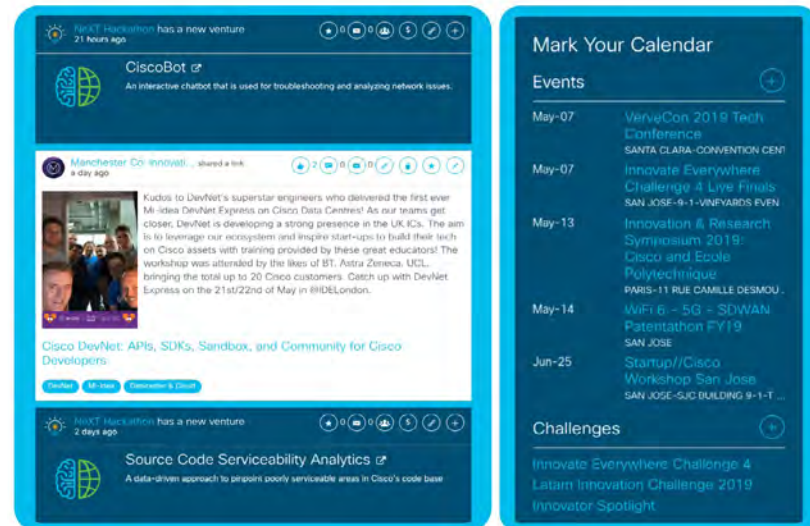 NeXT Hackathon has a new venture
21 hours ago
0 0 $
CiscoBot
An interactive chatbot that is used for troubleshooting and analyzing network issues.
Manchester Co-Innovati... shared a link
a day ago
2 0 0
Kudos to DevNet's superstar engineers who delivered the first ever
Mi-idea DevNet Express on Cisco Data Centres! As our teams get
closer, DevNet is developing a strong presence in the UK ICs. The aim
is to leverage our ecosystem and inspire start-ups to build their tech
on Cisco assets with training provided by these great educators! The
workshop was attended by the likes of BT, Astra Zeneca, UCL,
bringing the total up to 20 Cisco customers. Catch up with DevNet
Express on the 21st/22nd of May in @IDELondon.
Cisco DevNet: APIs, SDKs, Sandbox, and Community for Cisco
Developers
DevNet Mi-idea Datacenter & Cloud
NeXT Hackathon has a new venture
2 days ago
0 0 $
Source Code Serviceability Analytics
A data-driven approach to pinpoint poorly serviceable areas in Cisco's code base
Mark Your Calendar
Events
May-07 VerveCon 2019 Tech
Conference
SANTA CLARA-CONVENTION CENT
May-07 Innovate Everywhere
Challenge 4 Live Finals
SAN JOSE-9-1-VINEYARDS EVEN
May-13 Innovation & Research
Symposium 2019:
Cisco and Ecole
Polytechnique
PARIS-11 RUE CAMILLE DESMOU...
May-14 WiFi 6 - 5G - SDWAN
Patentathon FY19
SAN JOSE
Jun-25 Startup//Cisco
Workshop San Jose
SAN JOSE-SJC BUILDING 9-1-T ...
Challenges
Innovate Everywhere Challenge 4
Latam Innovation Challenge 2019
Innovator Spotlight